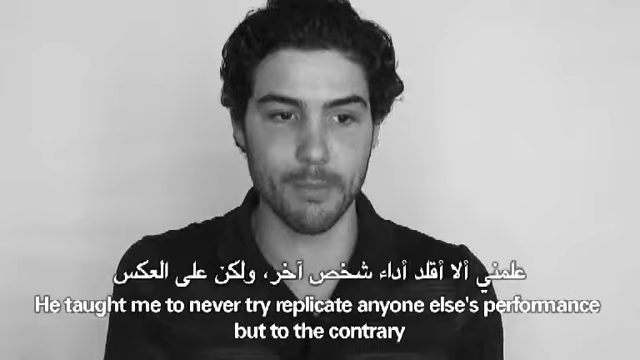 علمني ألا أقلد أداء شخص آخر، ولكن على العكس
He taught me to never try replicate anyone else's performance
but to the contrary